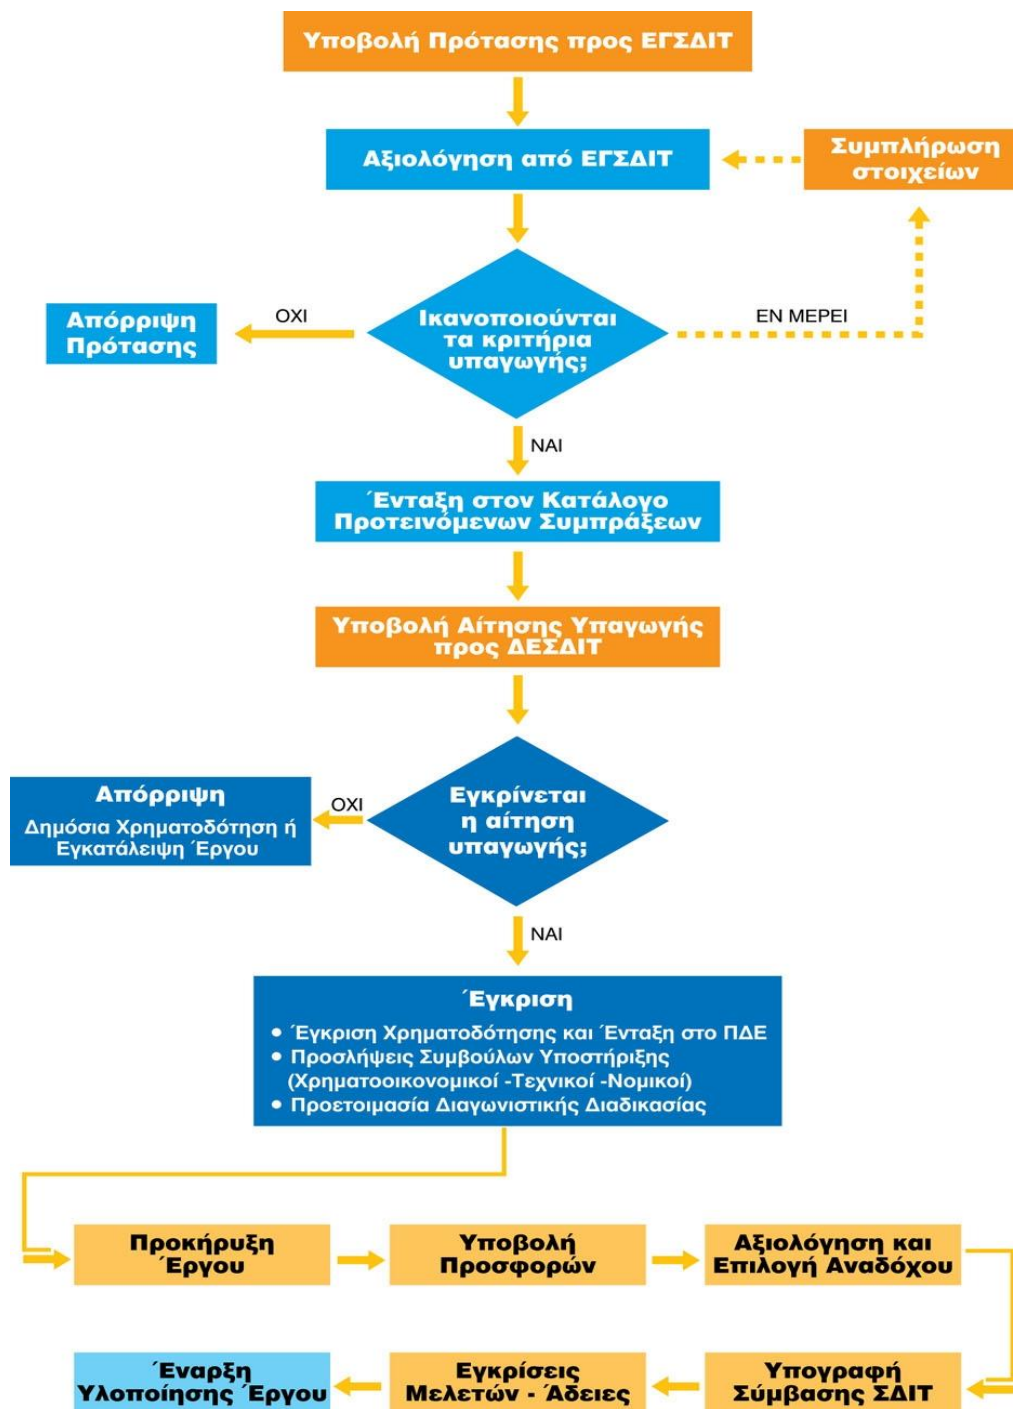 Υποβολή Πρότασης προς ΕΓΣΔΙΤ
Αξιολόγηση από ΕΓΣΔΙΤ
Συμπλήρωση
στοιχείων
Ικανοποιούνται
τα κριτήρια
υπαγωγής;
ΟΧΙ
Απόρριψη
Πρότασης
ΕΝ ΜΕΡΕΙ
ΝΑΙ
Ένταξη στον Κατάλογο
Προτεινόμενων Συμπράξεων
Υποβολή Αίτησης Υπαγωγής
προς ΔΕΣΔΙΤ
Εγκρίνεται
η αίτηση
υπαγωγής;
ΟΧΙ
Απόρριψη
Δημόσια Χρηματοδότηση ή
Εγκατάλειψη Έργου
ΝΑΙ
Έγκριση
• Έγκριση Χρηματοδότησης και Ένταξη στο ΠΔΕ
• Προσλήψεις Συμβούλων Υποστήριξης
(Χρηματοοικονομικοί -Τεχνικοί -Νομικοί)
• Προετοιμασία Διαγωνιστικής Διαδικασίας
Προκήρυξη
Έργου
Υποβολή
Προσφορών
Αξιολόγηση και
Επιλογή Αναδόχου
Υπογραφή
Σύμβασης ΣΔΙΤ
Εγκρίσεις
Μελετών - Άδειες
Έναρξη
Υλοποίησης Έργου